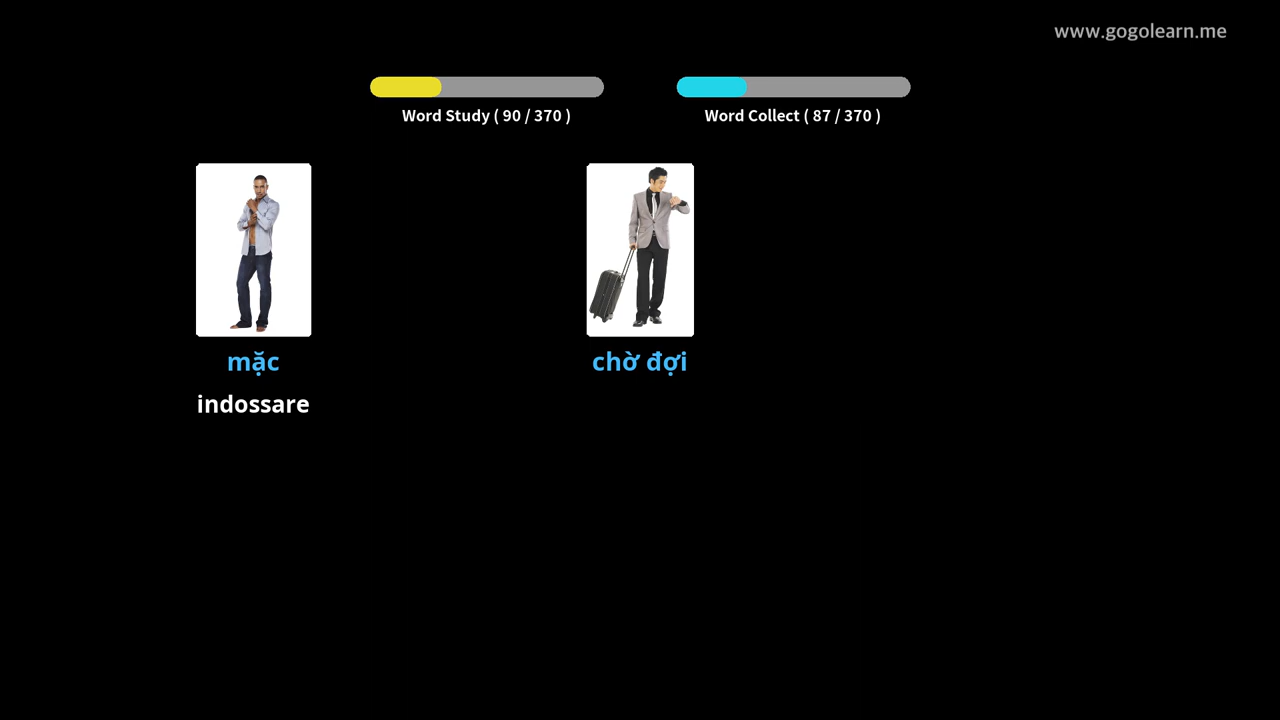 www.gogolearn.me
Word Study ( 90 / 370 )
Word Collect ( 87 / 370 )
mặc
chờ đợi
indossare